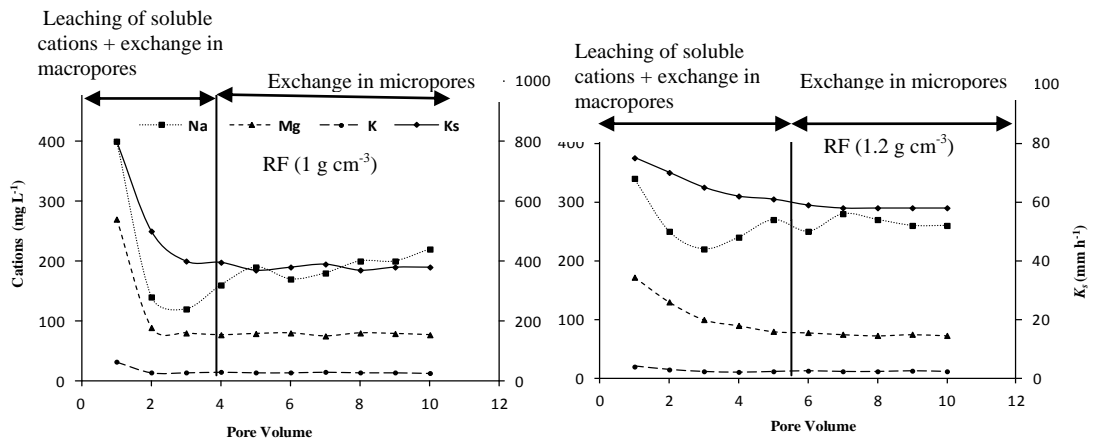 Leaching of soluble
cations + exchange in
macropores
Exchange in micropores
1000
Na Mg K Ks
RF (1 g cm-3)
400
300
200
100
0
800
600
400
200
0
Cations (mg L-1)
0 2 4 6 8 10 12
Pore Volume
Leaching of soluble
cations + exchange in
macropores
Exchange in micropores
100
RF (1.2 g cm-3)
400
300
200
100
0
80
60
40
20
0
Ks (mm h-1)
0 2 4 6 8 10 12
Pore Volume